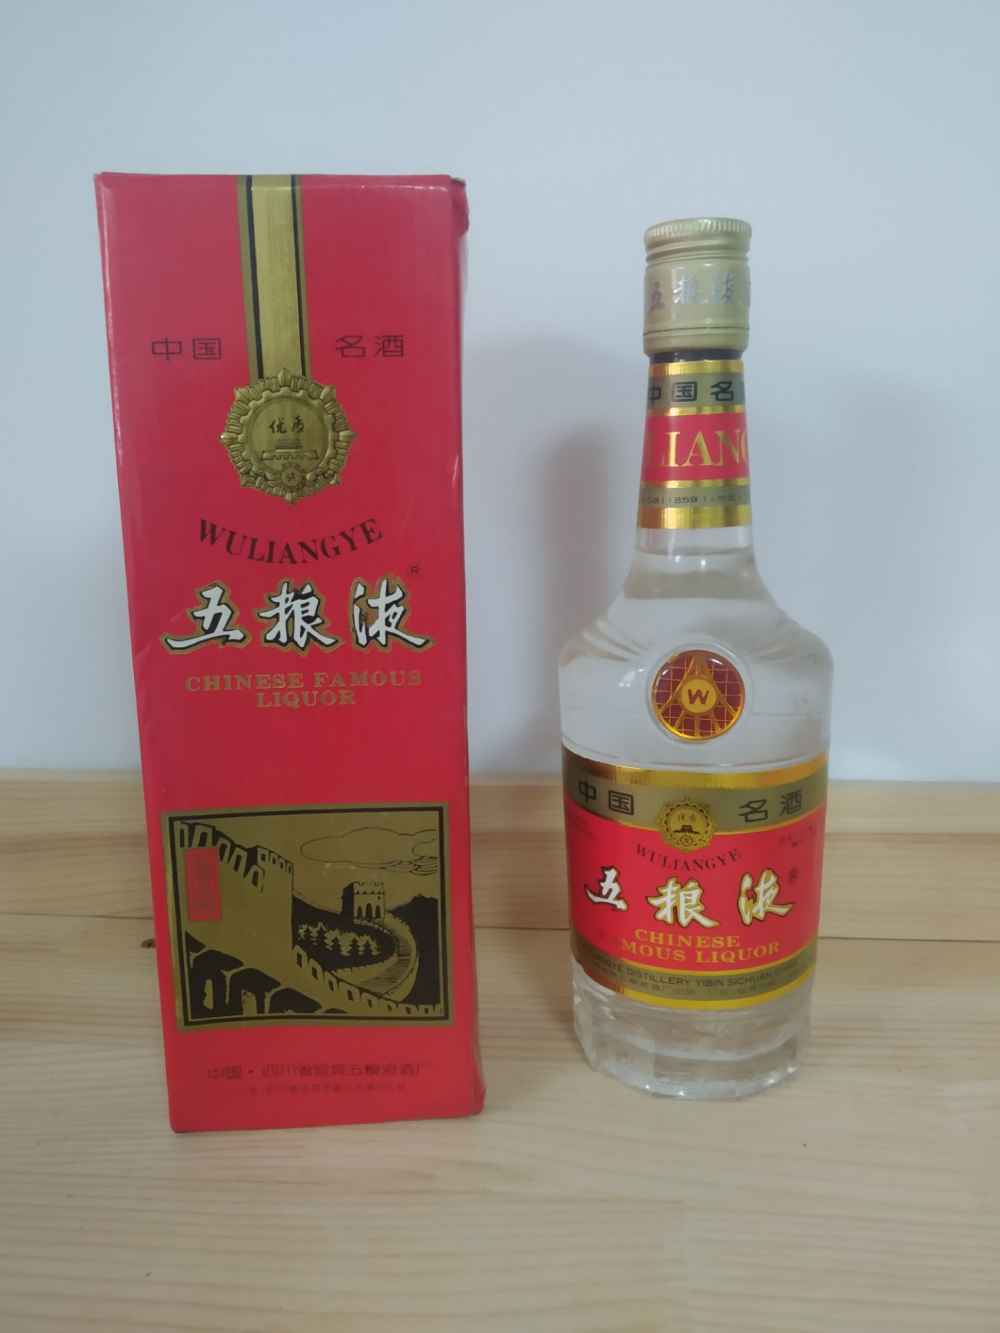 中国 名酒
优质
WULIANGYE
五粮液
R
CHINESE FAMOUS
LIQUOR
五粮液
中国名
LIANG
W
中国 名酒
优质
WULIANGYE
五粮液
CHINESE
MOUS LIQUOR
DISTILLERY YIBIN SICHUAN